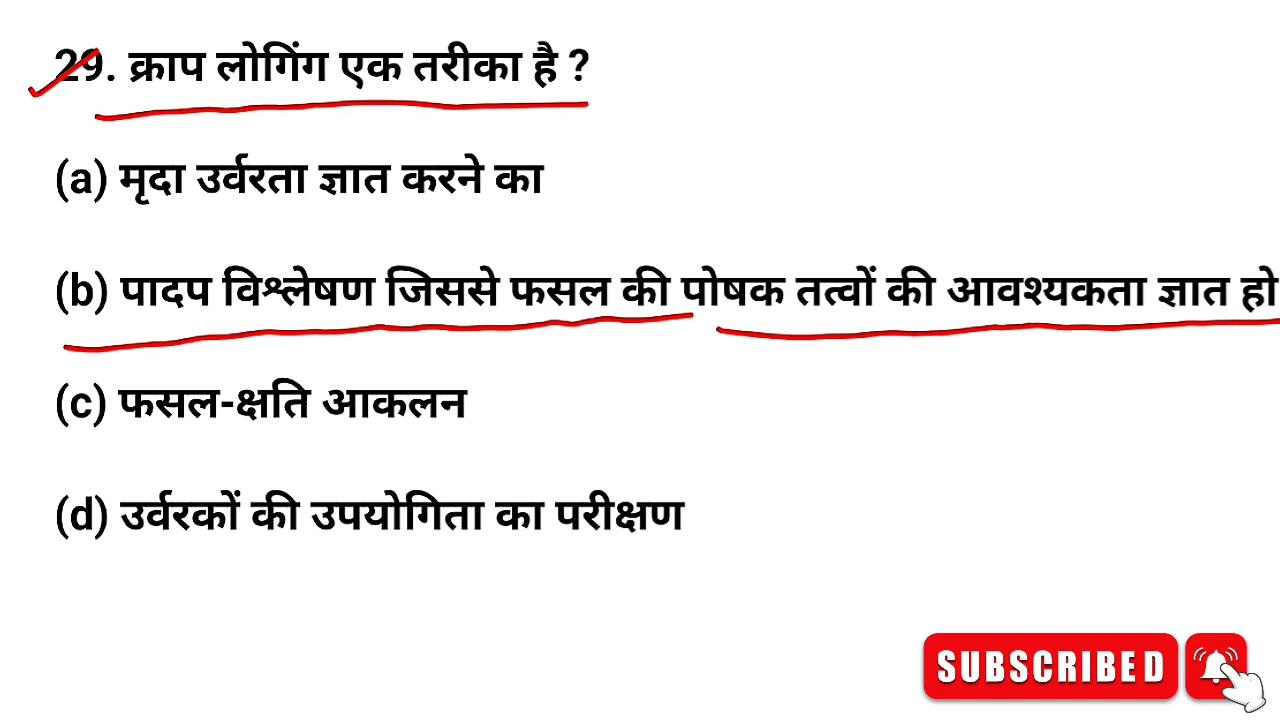 29. क्राप लोगिंग एक तरीका है ?
(a) मृदा उर्वरता ज्ञात करने का
(b) पादप विश्लेषण जिससे फसल की पोषक तत्वों की आवश्यकता ज्ञात हो
(c) फसल-क्षति आकलन
(d) उर्वरकों की उपयोगिता का परीक्षण
SUBSCRIBED